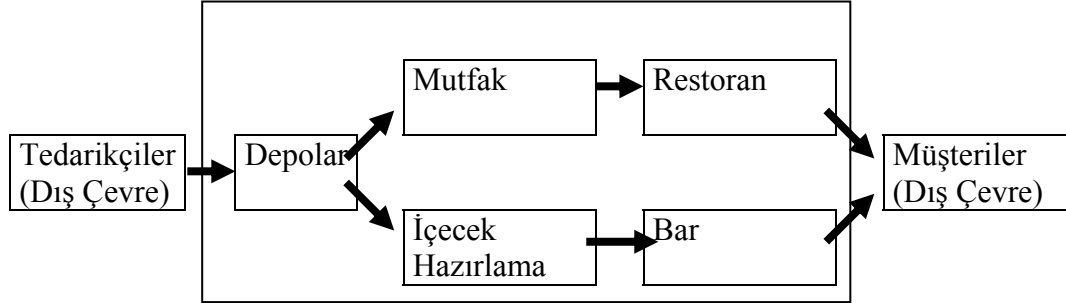 Mutfak
Restoran
Tedarikçiler
(Dış Çevre)
Depolar
Müşteriler
(Dış Çevre)
İçecek
Hazırlama
Bar